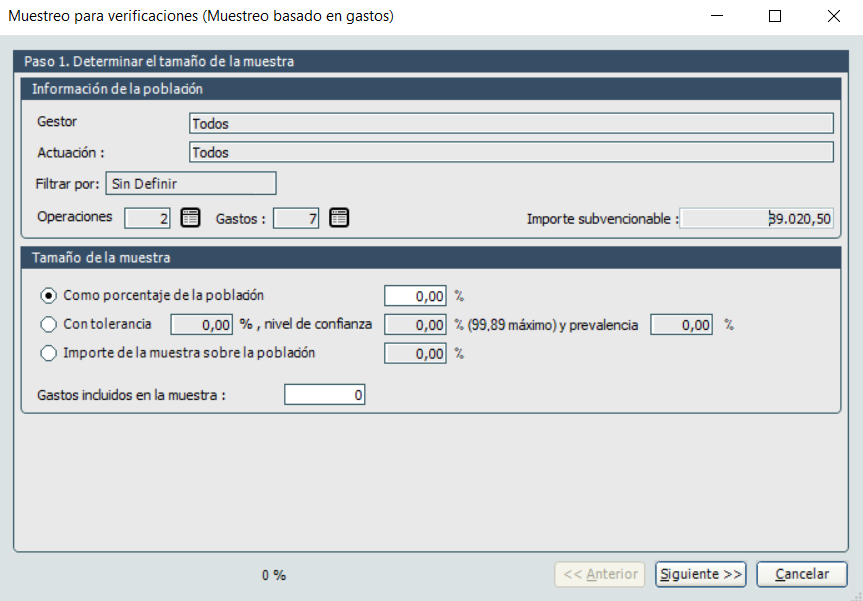 Muestreo para verificaciones (Muestreo basado en gastos)
Paso 1. Determinar el tamaño de la muestra
Información de la población
Gestor Todos
Actuación : Todos
Filtrar por: Sin Definir
Operaciones 2 Gastos : 7 Importe subvencionable : 39.020,50
Tamaño de la muestra
Como porcentaje de la población 0,00 %
Con tolerancia 0,00 % , nivel de confianza 0,00 % (99,89 máximo) y prevalencia 0,00 %
Importe de la muestra sobre la población 0,00 %
Gastos incluidos en la muestra : 0
0 % << Anterior Siguiente >> Cancelar